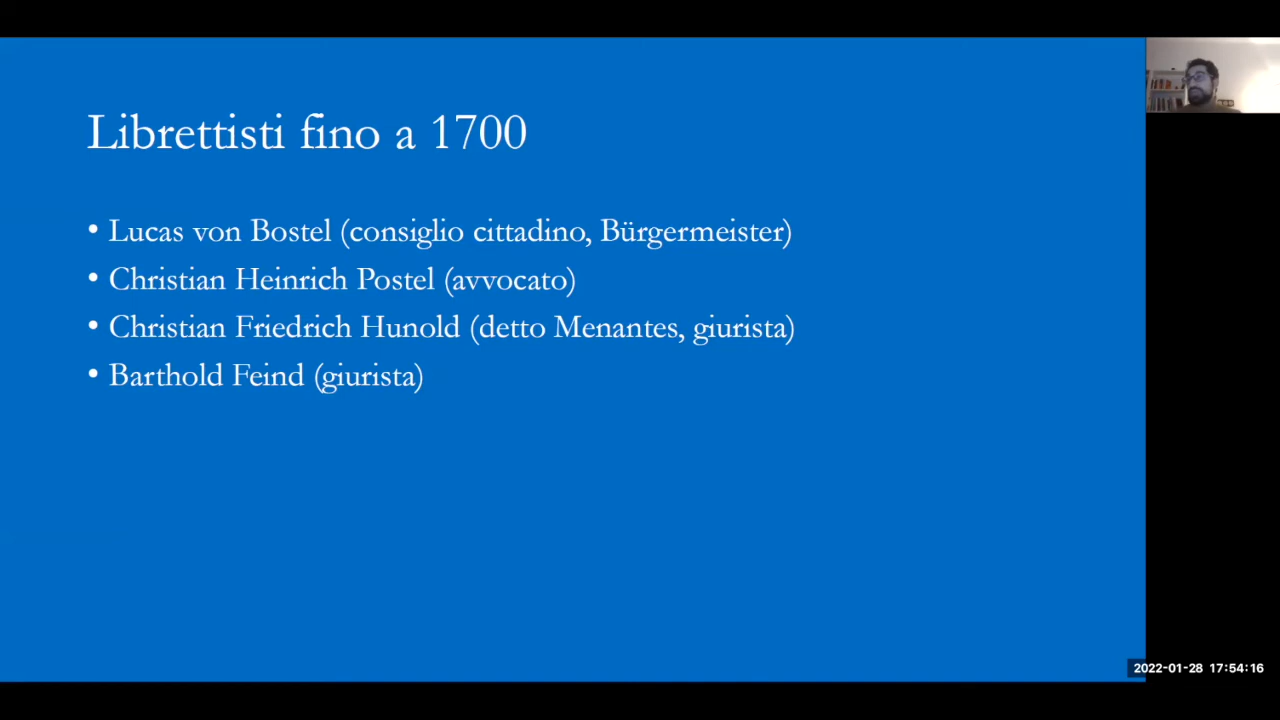 Librettisti fino a 1700
• Lucas von Bostel (consiglio cittadino, Bürgermeister)
• Christian Heinrich Postel (avvocato)
• Christian Friedrich Hunold (detto Menantes, giurista)
• Barthold Feind (giurista)
2022-01-28 17:54:16